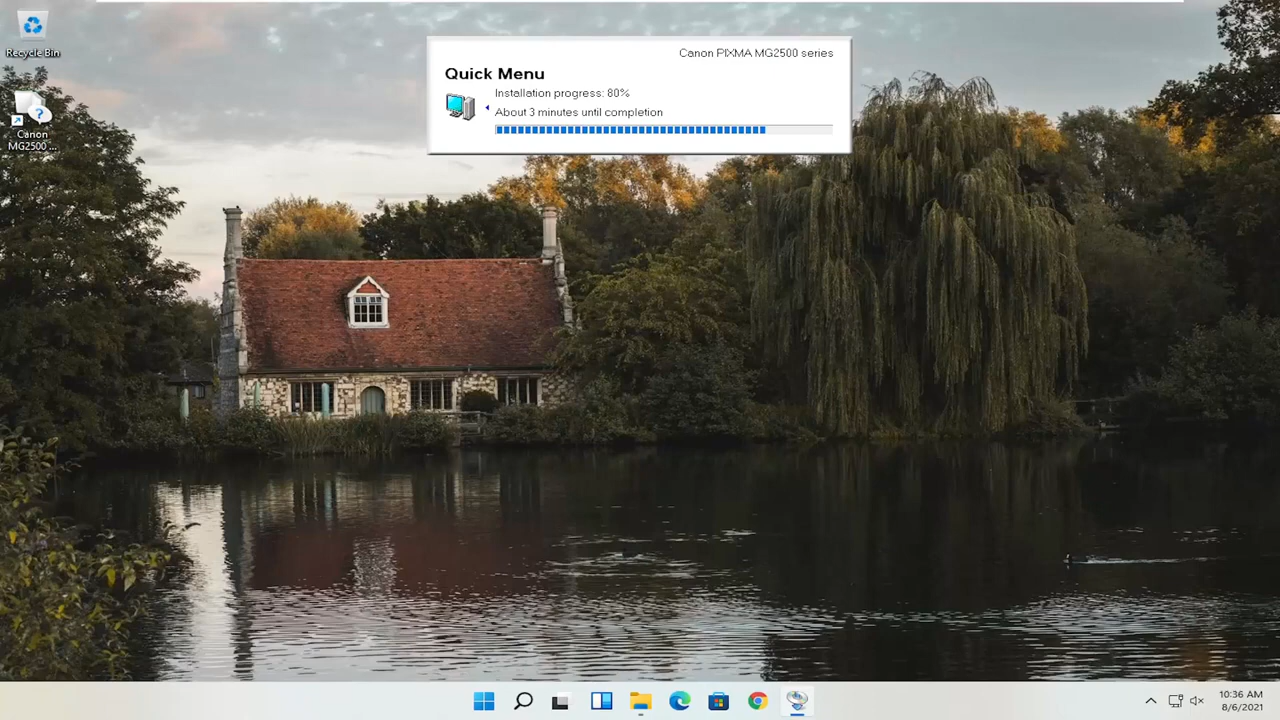 Recycle Bin
Canon
MG2500 ...
Canon PIXMA MG2500 series
Quick Menu
Installation progress: 80%
About 3 minutes until completion
10:36 AM
8/6/2021